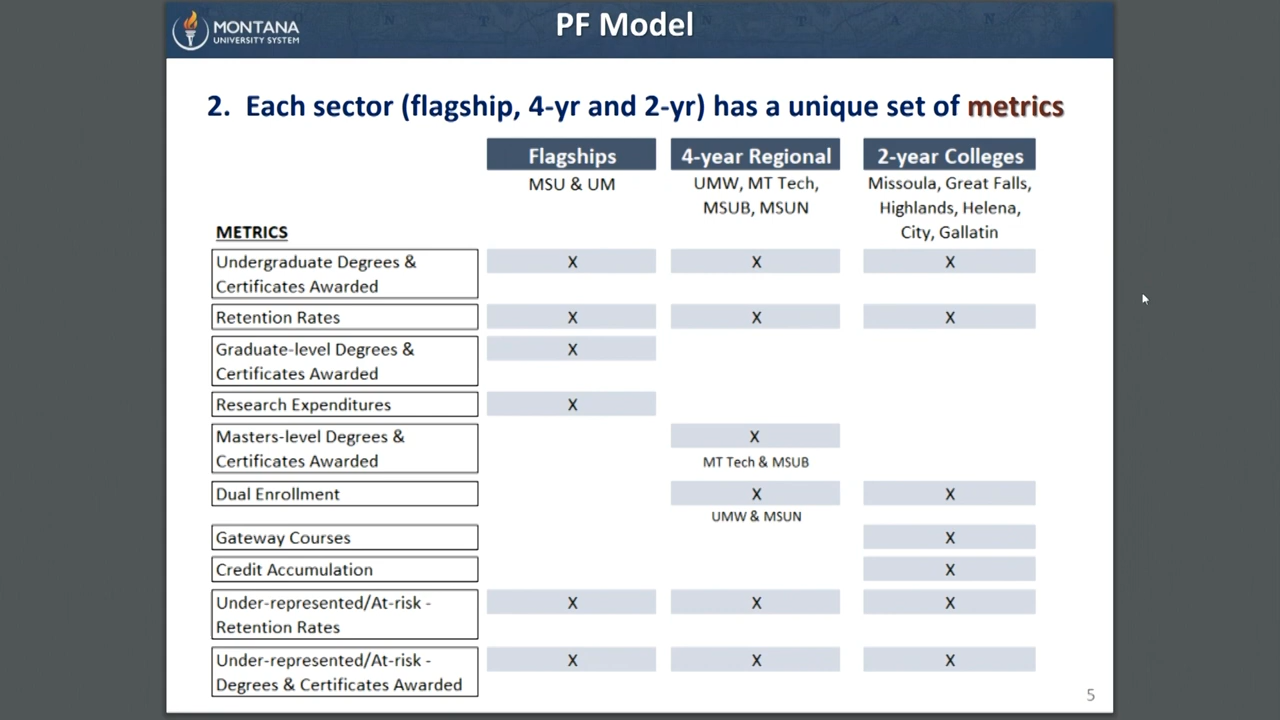 MONTANA
UNIVERSITY SYSTEM
PF Model
2. Each sector (flagship, 4-yr and 2-yr) has a unique set of metrics
Flagships 4-year Regional 2-year Colleges
MSU & UM UMW, MT Tech, Missoula, Great Falls,
MSUB, MSUN Highlands, Helena,
METRICS City, Gallatin
Undergraduate Degrees & X X X
Certificates Awarded
Retention Rates X X X
Graduate-level Degrees & X
Certificates Awarded
Research Expenditures X
Masters-level Degrees & X
Certificates Awarded MT Tech & MSUB
Dual Enrollment X X
UMW & MSUN
Gateway Courses X
Credit Accumulation X
Under-represented/At-risk - X X X
Retention Rates
Under-represented/At-risk - X X X
Degrees & Certificates Awarded
5